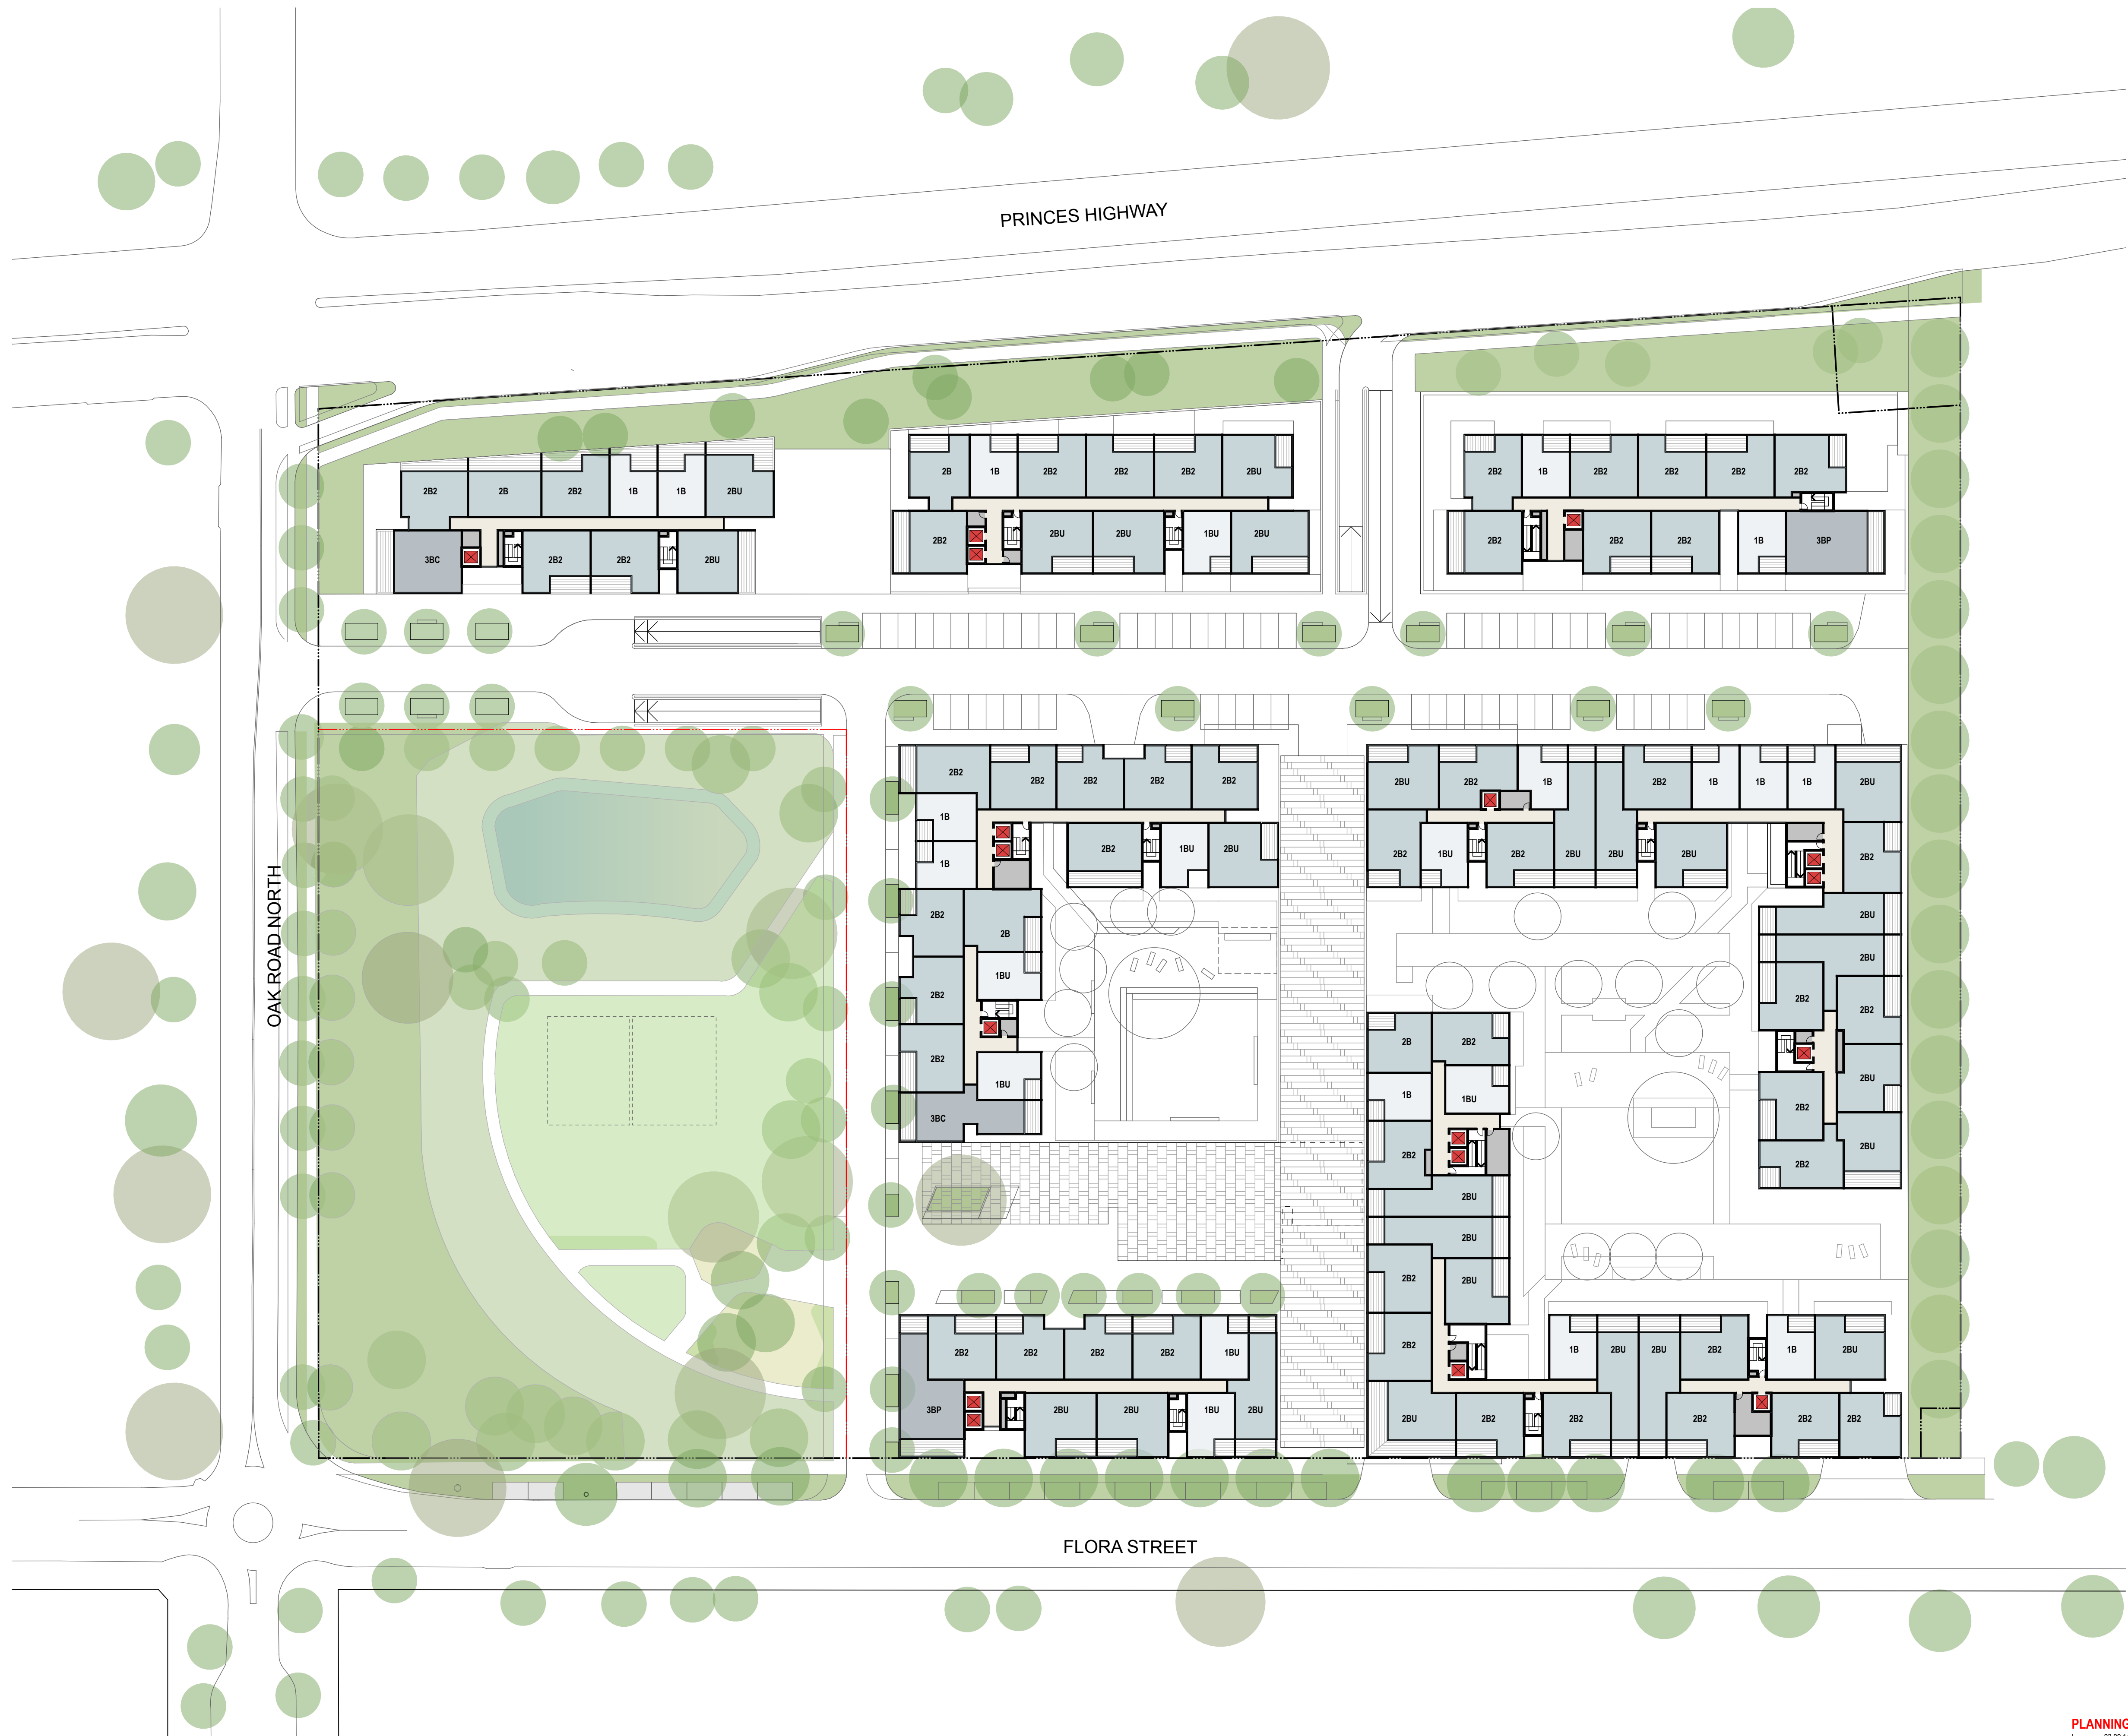 PRINCES HIGHWAY
2B 1B 2B2 2B2 2B2 2BU
2B2 1B 2B2 2B2 2B2 2B2
2B2 2B 2B2 1B 1B 2BU
2B2 2BU 2BU 1BU 2BU
2B2 2B2 2B2 1B 3BP
3BC 2B2 2B2 2BU
2B2 2B2 2B2 2B2 2B2
2BU 2B2 1B 2B2 1B 1B 1B 2BU
1B
2B2 1BU 2BU
2B2 1BU 2B2 2BU 2BU 2BU
2B2
1B
2B2
2BU
2B
2BU
1BU
2B2
2B2
2B2
OAK ROAD NORTH
2B 2B2
2B2
1BU
2BU
1B 1BU
2B2
3BC
2BU
2B2
2B2
2BU
2BU
2B2
2BU
2B2 2B2 2B2 2B2 1BU
2B2
1B 2BU 2BU 2B2 1B 2BU
3BP 2BU 2BU 1BU 2BU
2BU 2B2 2B2 2B2 2B2 2B2
FLORA STREET
PLANNING